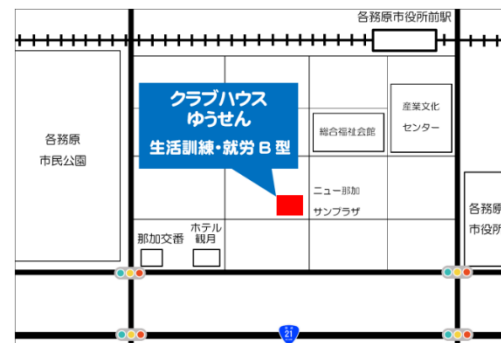 各務原市役所前駅
クラブハウス
ゆうせん
生活訓練・就労B型
産業文化
センター
総合福祉会館
各務原
市民公園
ニュー那加
サンプラザ
各務原
市役所
ホテル
観月
那加交番
21